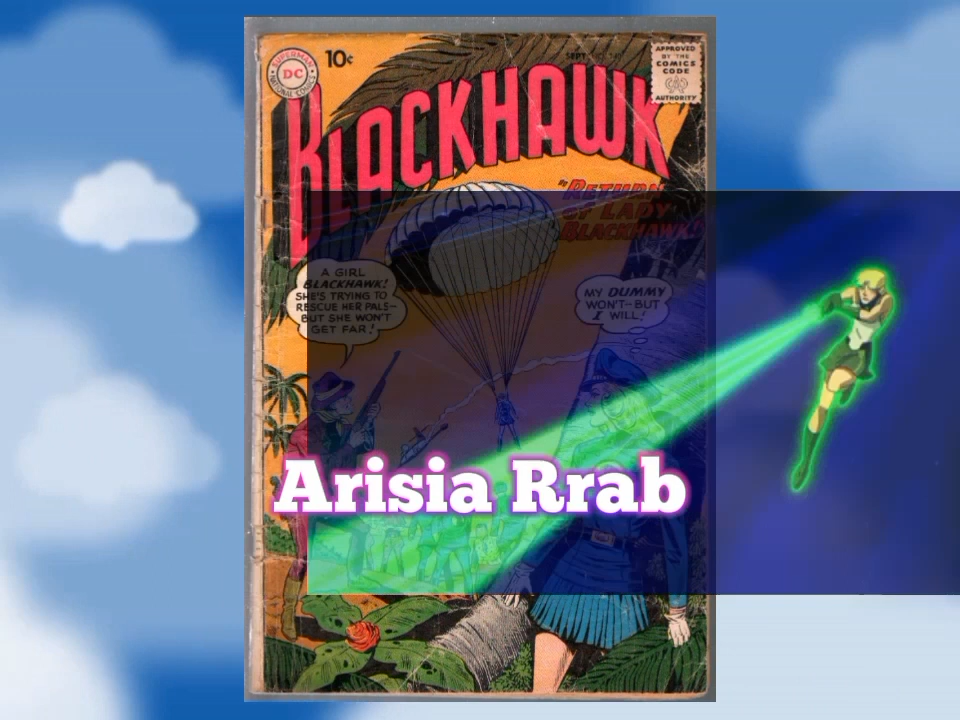 SUPERMAN
DC
NATIONAL COMICS
10¢
SEPT.
APPROVED
BY THE
COMICS
CODE
AUTHORITY
BLACKHAWK
"RETURN
OF LADY
BLACKHAWK"
A GIRL
BLACKHAWK!
SHE'S TRYING TO
RESCUE HER PALS—
BUT SHE WON'T
GET FAR!
MY DUMMY
WON'T—BUT
I WILL!
Arisia Rrab